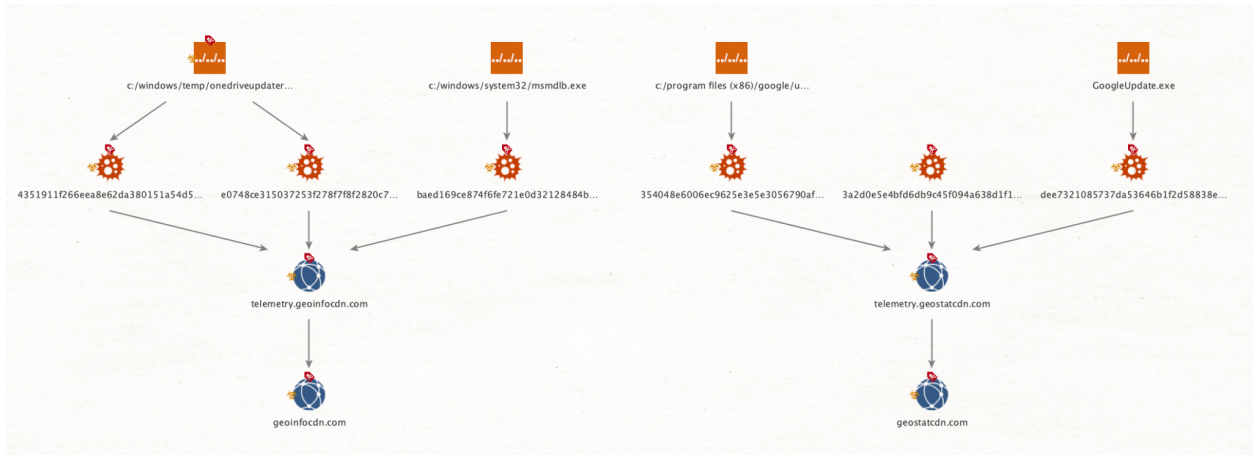 ../../..
../../..
../../..
../../..
c:/windows/temp/onedriveupdater...
c:/windows/system32/msmdlb.exe
c:/program files (x86)/google/u...
GoogleUpdate.exe
4351911f266eea8e62da380151a54d5...
e0748ce315037253f278f7f8f2820c7...
baed169ce874f6fe721e0d32128484b...
354048e6006ec9625e3e5e3056790af...
3a2d0e5e4bfd6db9c45f094a638d1f1...
dee7321085737da53646b1f2d58838e...
telemetry.geoinfocdn.com
telemetry.geostatcdn.com
geoinfocdn.com
geostatcdn.com